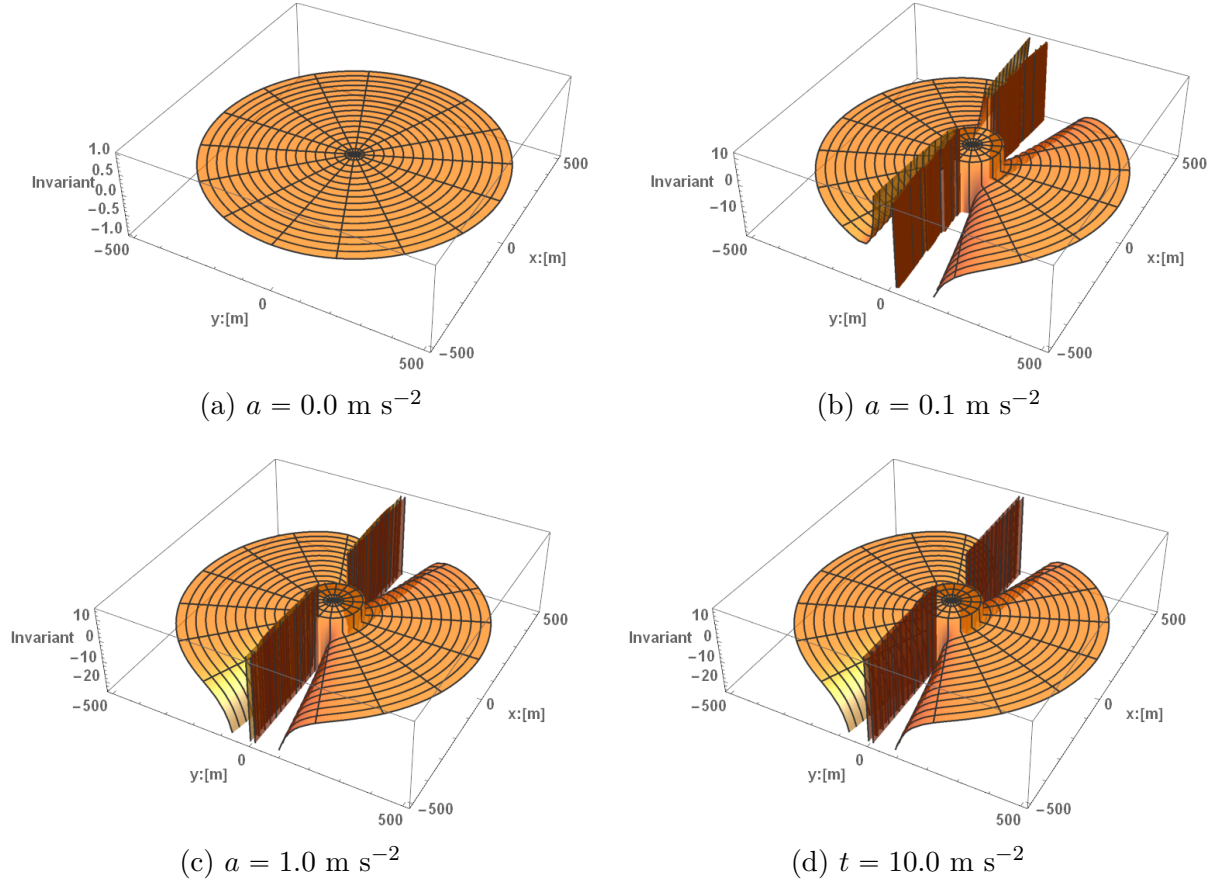 1.0
0.5
Invariant 0.0
-0.5
-1.0
-500
0
y:[m]
500
-500
0
x:[m]
500
(a) a = 0.0 m s⁻²
10
Invariant 0
-10
-500
0
y:[m]
500
-500
0
x:[m]
500
(b) a = 0.1 m s⁻²
10
Invariant 0
-10
-20
-500
0
y:[m]
500
-500
0
x:[m]
500
(c) a = 1.0 m s⁻²
10
Invariant 0
-10
-20
-500
0
y:[m]
500
-500
0
x:[m]
500
(d) t = 10.0 m s⁻²